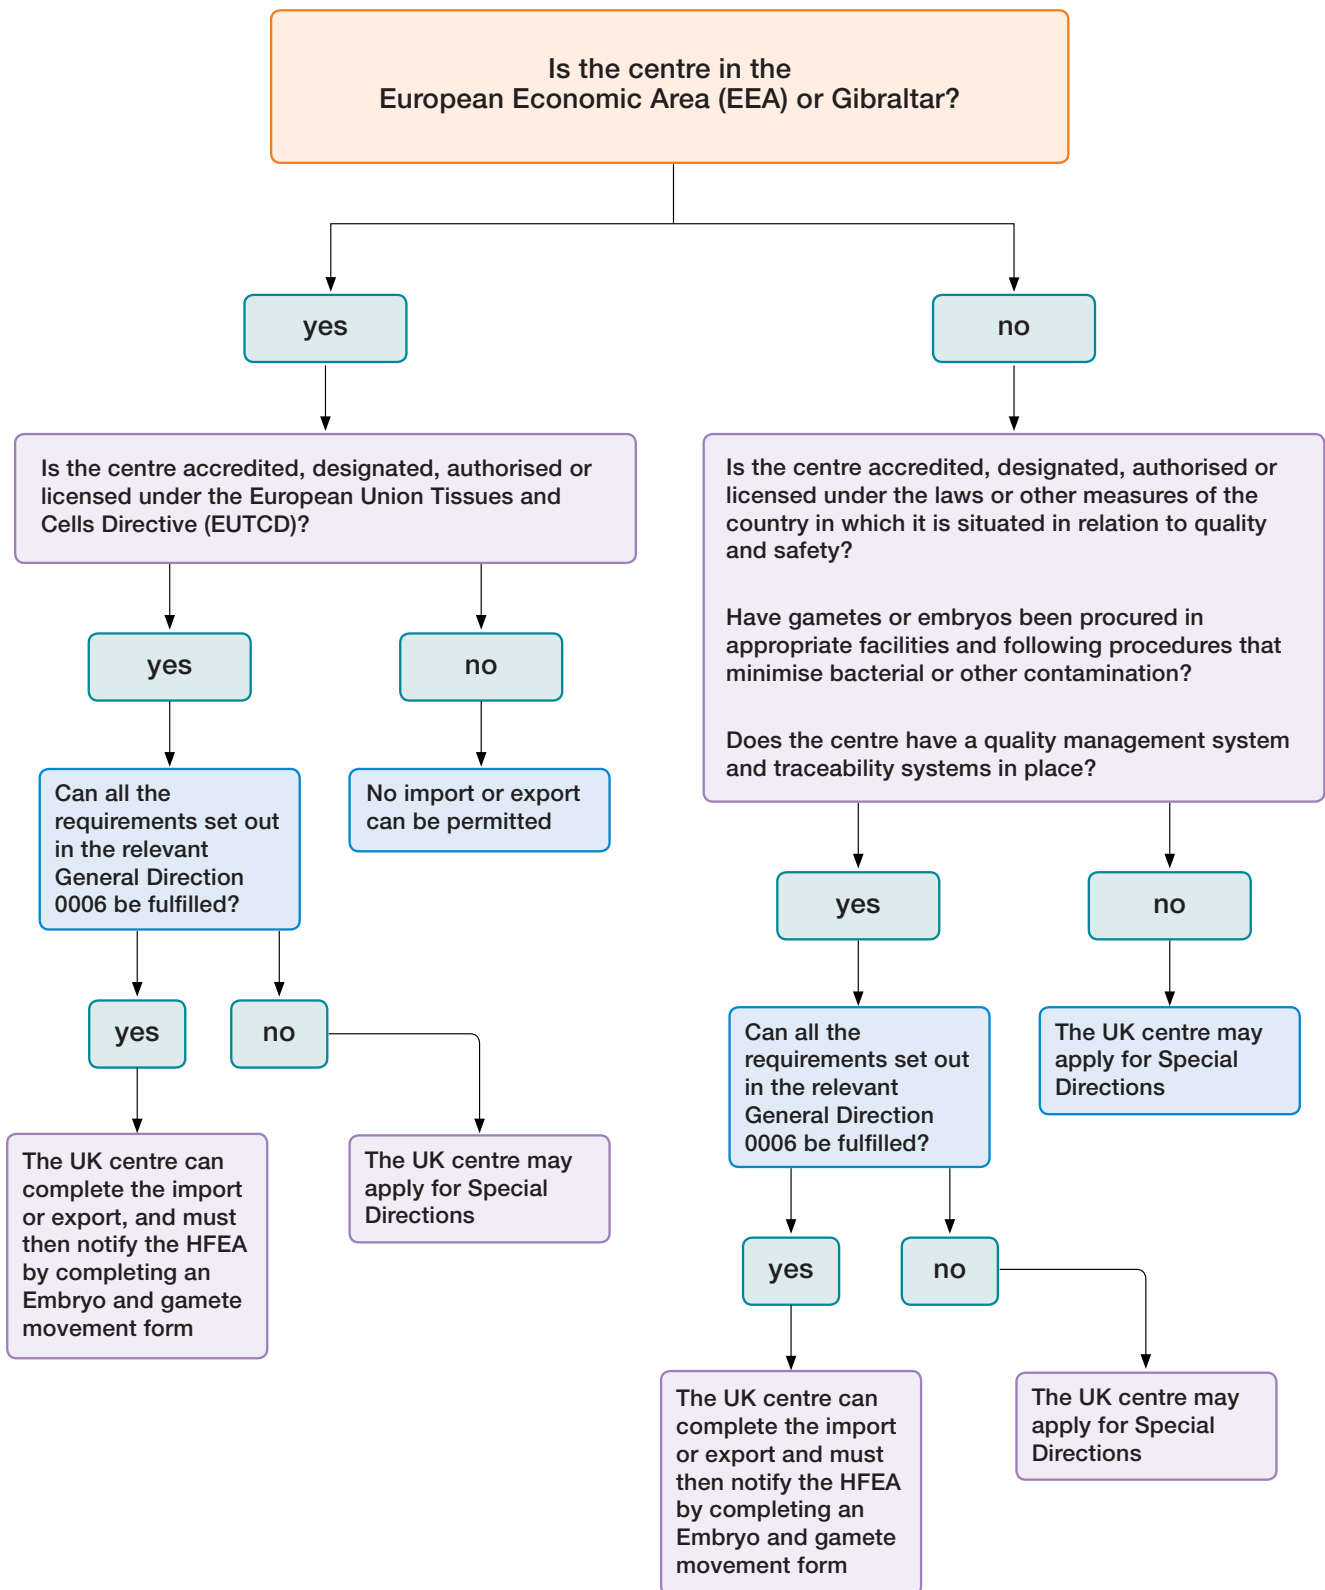 Is the centre in the
European Economic Area (EEA) or Gibraltar?
yes
no
Is the centre accredited, designated, authorised or
licensed under the European Union Tissues and
Cells Directive (EUTCD)?
Is the centre accredited, designated, authorised or
licensed under the laws or other measures of the
country in which it is situated in relation to quality
and safety?
Have gametes or embryos been procured in
appropriate facilities and following procedures that
minimise bacterial or other contamination?
Does the centre have a quality management system
and traceability systems in place?
yes
no
Can all the
requirements set out
in the relevant
General Direction
0006 be fulfilled?
No import or export
can be permitted
yes
no
yes
no
Can all the
requirements set out
in the relevant
General Direction
0006 be fulfilled?
The UK centre may
apply for Special
Directions
The UK centre can
complete the import
or export, and must
then notify the HFEA
by completing an
Embryo and gamete
movement form
The UK centre may
apply for Special
Directions
yes
no
The UK centre can
complete the import
or export and must
then notify the HFEA
by completing an
Embryo and gamete
movement form
The UK centre may
apply for Special
Directions